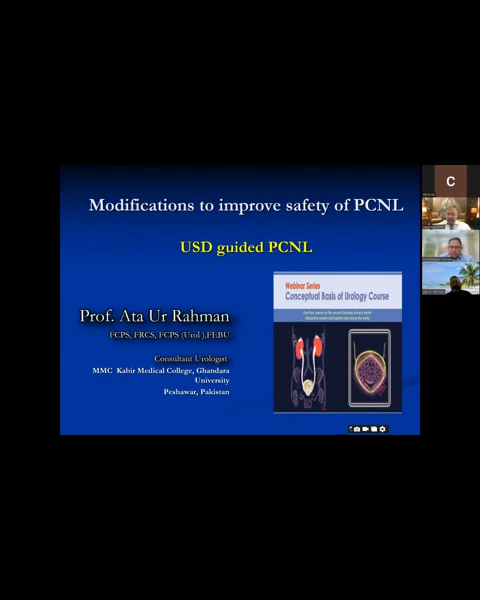 Modifications to improve safety of PCNL
USD guided PCNL
Webinar Series
Conceptual Basis of Urology Course
Prof. Ata Ur Rahman
FCPS, FRCS, FCPS (Urol ),FEBU
Consultant Urologist
MMC Kabir Medical College, Ghandara
University
Peshawar, Pakistan
C